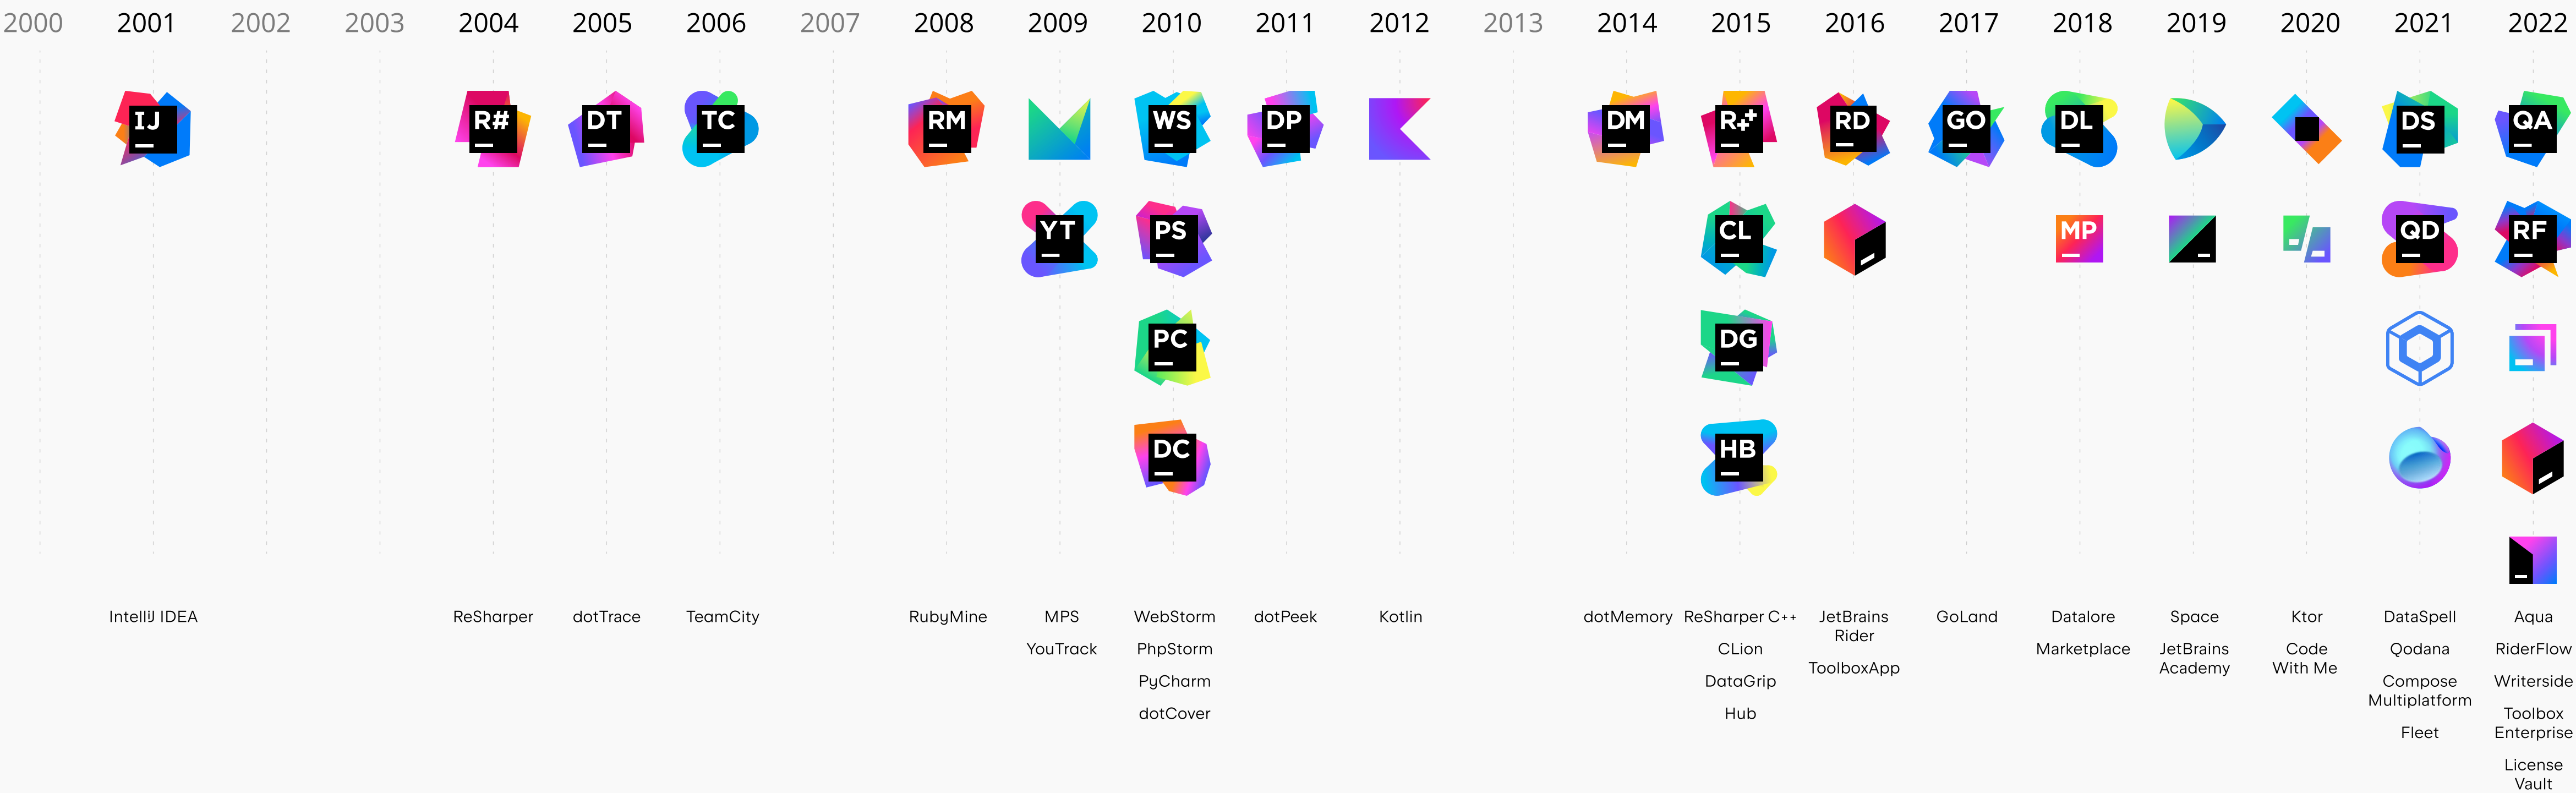 2000 2001 2002 2003 2004 2005 2006 2007 2008 2009 2010 2011 2012 2013 2014 2015 2016 2017 2018 2019 2020 2021 2022
IJ R# DT TC RM WS DP DM R++ RD GO DL DS QA
YT PS CL MP QD RF
PC DG
DC HB
IntelliJ IDEA ReSharper dotTrace TeamCity RubyMine MPS WebStorm dotPeek Kotlin dotMemory ReSharper C++ JetBrains GoLand Datalore Space Ktor DataSpell Aqua
Rider
YouTrack PhpStorm CLion Marketplace JetBrains Code Qodana RiderFlow
ToolboxApp Academy With Me
PyCharm DataGrip Compose Writerside
Multiplatform
dotCover Hub Toolbox
Fleet Enterprise
License
Vault